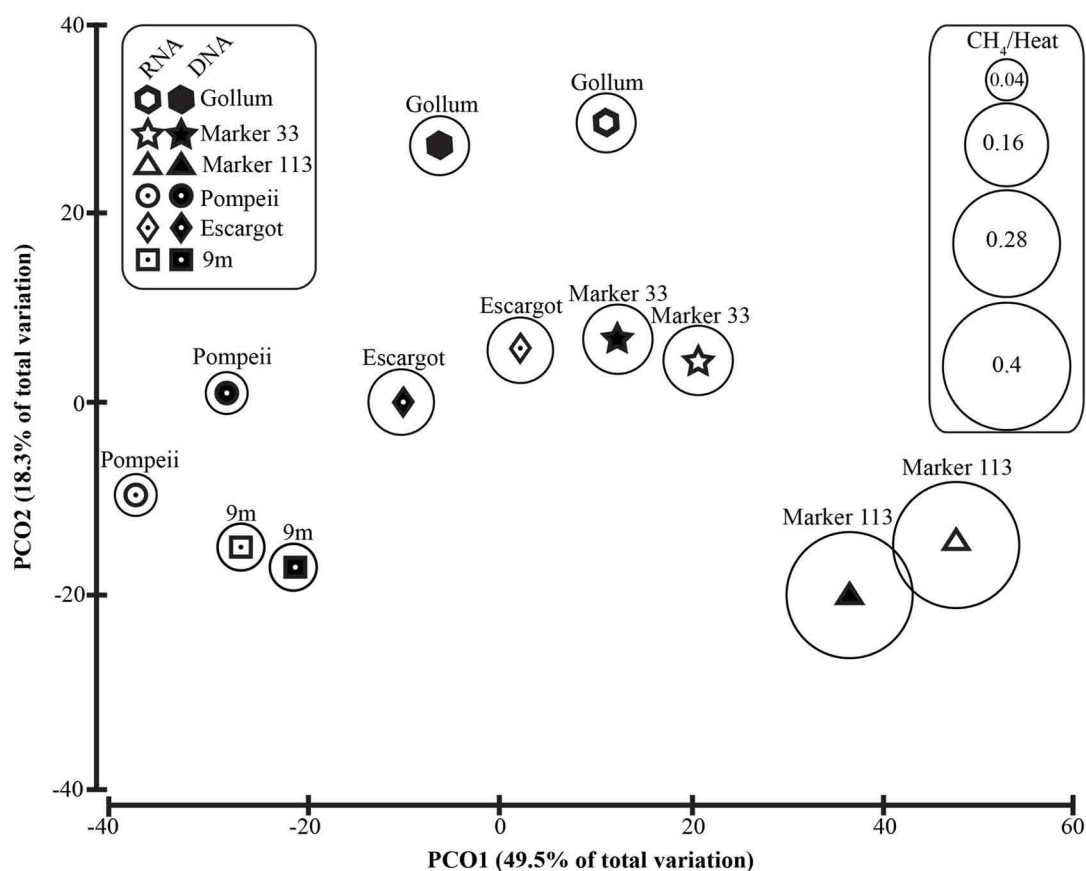 40
20
0
-20
-40
PCO2 (18.3% of total variation)
RNA DNA
Gollum
Marker 33
Marker 113
Pompeii
Escargot
9m
CH4/Heat
0.04
0.16
0.28
0.4
Gollum
Gollum
Escargot
Marker 33
Marker 33
Pompeii
Escargot
Pompeii
9m
9m
Marker 113
Marker 113
-40 -20 0 20 40 60
PCO1 (49.5% of total variation)